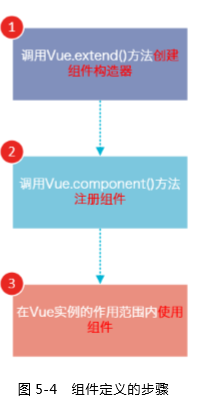 1
调用Vue.extend()方法创建
组件构造器
2
调用Vue.component()方法
注册组件
3
在Vue实例的作用范围内使用
组件
图 5-4 组件定义的步骤